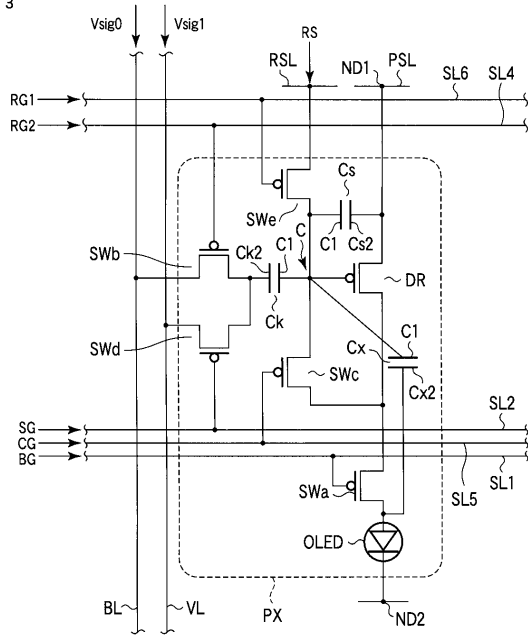 3
Vsig0 Vsig1
RS
RSL
ND1 PSL
SL6 SL4
RG1
RG2
Cs
C1 Cs2
SWe
SWb
Ck2 C1 C
Ck
DR
SWd
C1
Cx
Cx2
SWc
SG
CG
BG
SL2
SL5
SL1
SWa
OLED
BL VL PX ND2